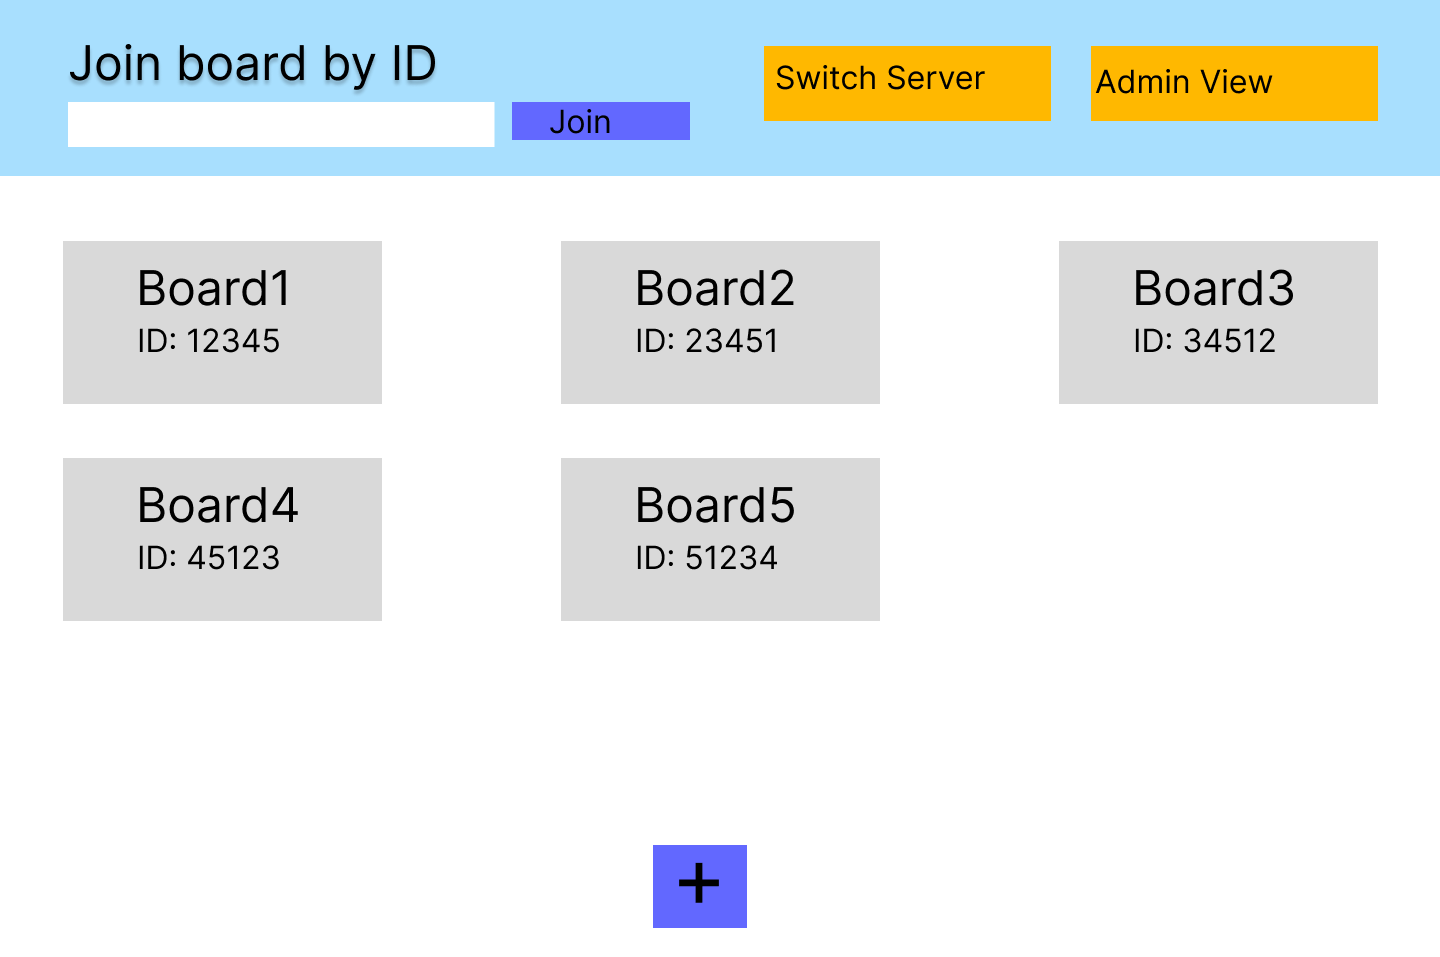 Join board by ID
Join
Switch Server
Admin View
Board1
ID: 12345
Board2
ID: 23451
Board3
ID: 34512
Board4
ID: 45123
Board5
ID: 51234
+